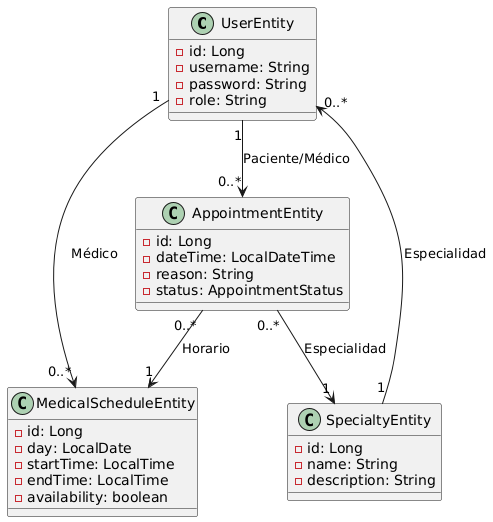 C UserEntity
id: Long
username: String
password: String
role: String
1
0..*
1
Paciente/Médico
0..*
C AppointmentEntity
id: Long
dateTime: LocalDateTime
reason: String
status: AppointmentStatus
Médico
Especialidad
0..*
0..*
Horario
Especialidad
0..*
1
1
1
C MedicalScheduleEntity
id: Long
day: LocalDate
startTime: LocalTime
endTime: LocalTime
availability: boolean
C SpecialtyEntity
id: Long
name: String
description: String